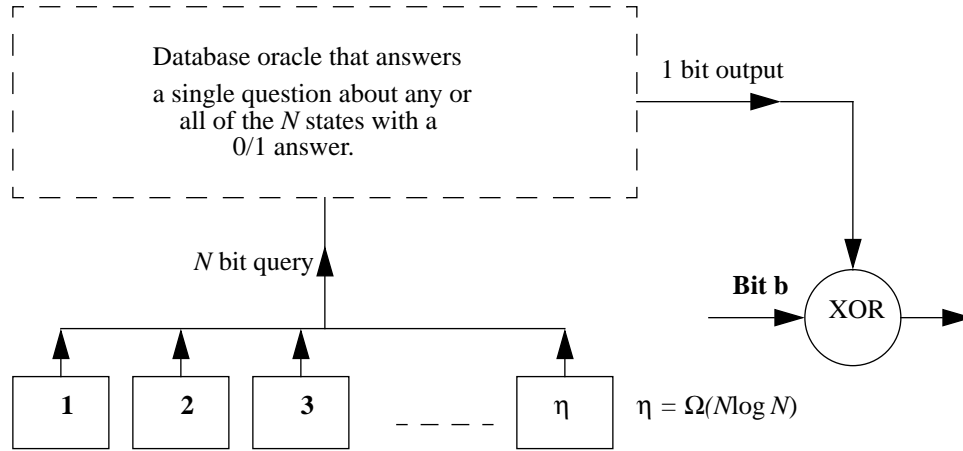 Database oracle that answers
a single question about any or
all of the N states with a
0/1 answer.
1 bit output
N bit query
Bit b
XOR
1
2
3
η
η = Ω(Nlog N)